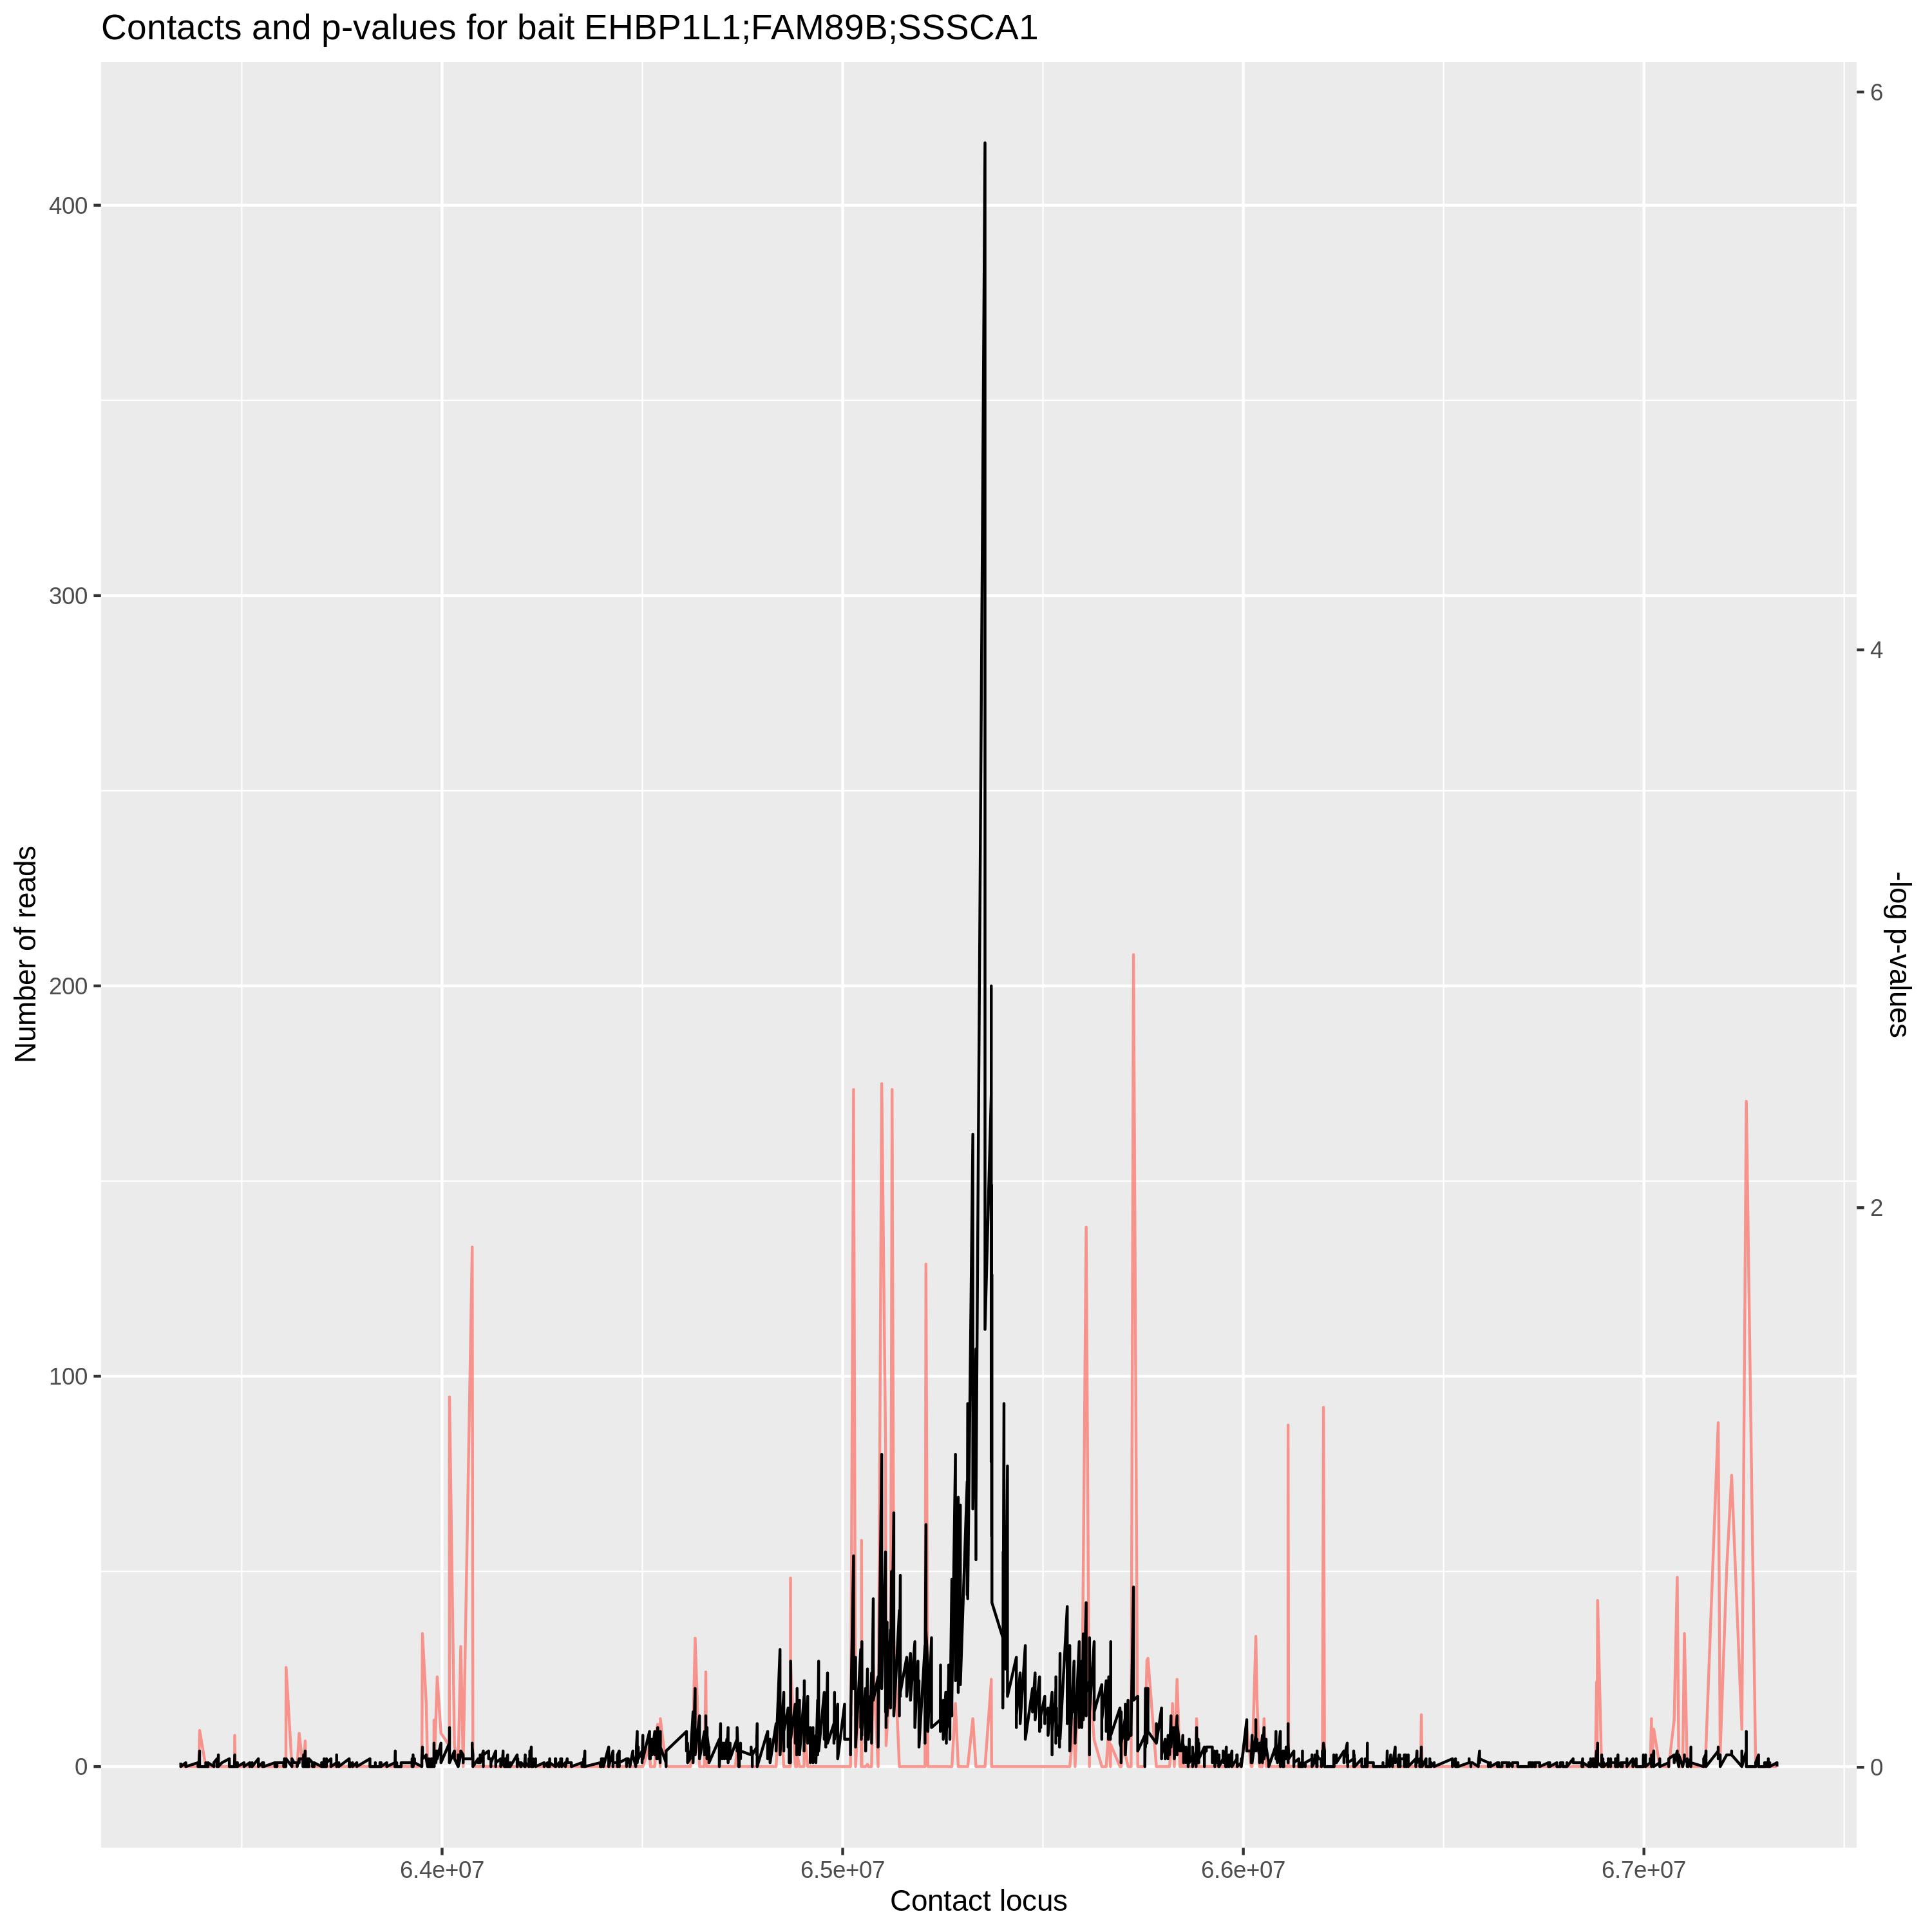 Contacts and p-values for bait EHBP1L1;FAM89B;SSSCA1
6
400
300
4
Number of reads
-log p-values
200
2
100
0
0
6.4e+07
6.5e+07
6.6e+07
6.7e+07
Contact locus